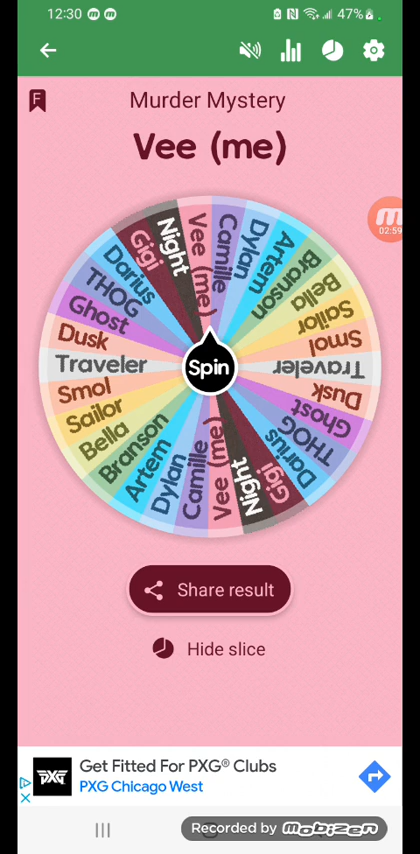 12:30
47%
F
Murder Mystery
Vee (me)
Vee (me)
Camille
Dylan
Artem
Branson
Bella
Sailor
Smol
Traveler
Dusk
Ghost
THOG
Darius
Gigi
Night
Vee (me)
Camille
Dylan
Artem
Branson
Bella
Sailor
Smol
Traveler
Dusk
Ghost
THOG
Darius
Gigi
Night
Spin
02:59
Share result
Hide slice
PXG
Get Fitted For PXG® Clubs
PXG Chicago West
Recorded by mobizen